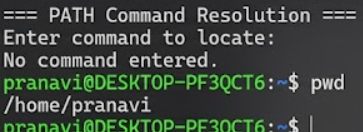 === PATH Command Resolution ===
Enter command to locate:
No command entered.
pranavi@DESKTOP-PF3QCT6:~$ pwd
/home/pranavi
pranavi@DESKTOP-PF3QCT6:~$